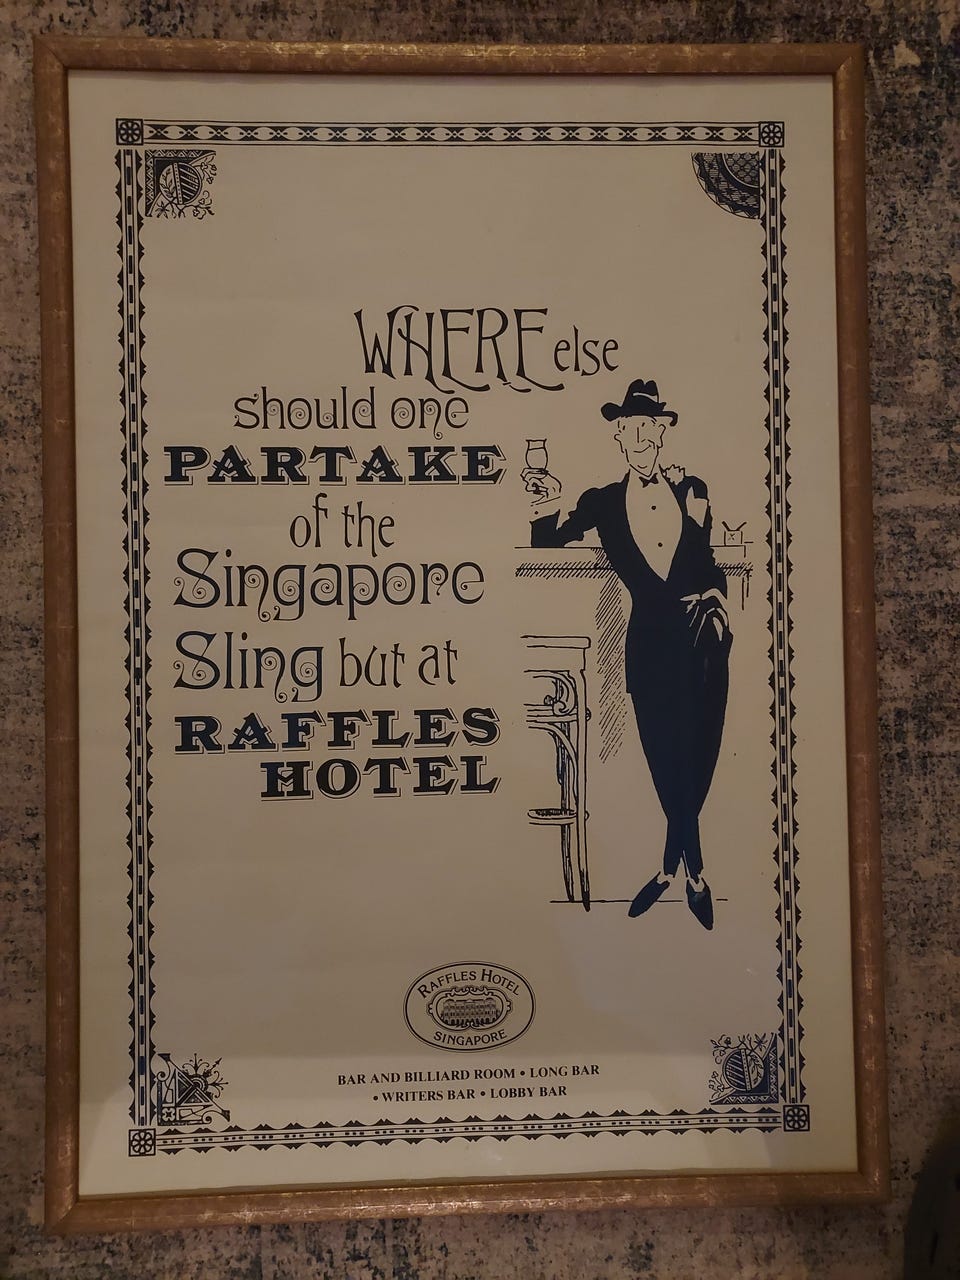 WHERE else
should one
PARTAKE
of the
Singapore
Sling but at
RAFFLES
HOTEL
RAFFLES HOTEL
SINGAPORE
BAR AND BILLIARD ROOM • LONG BAR
• WRITERS BAR • LOBBY BAR